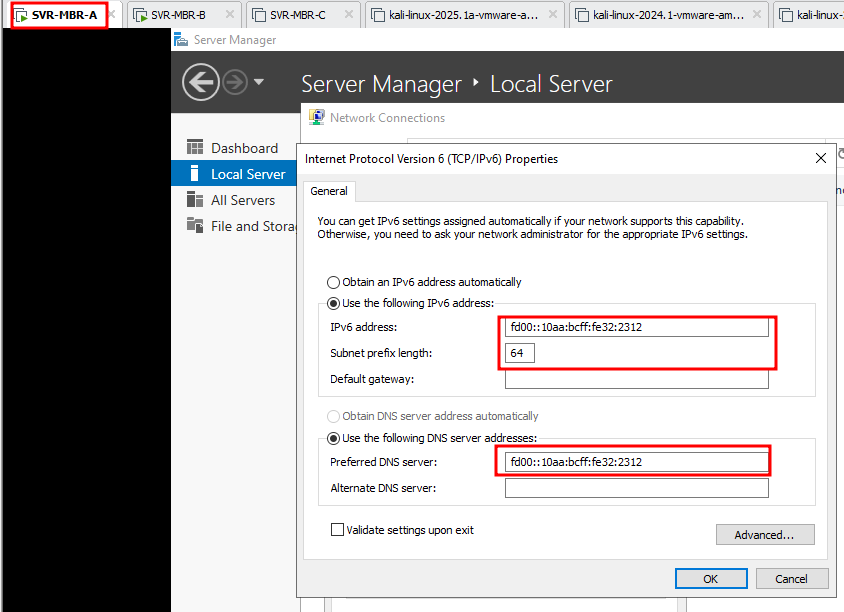 SVR-MBR-A
SVR-MBR-B
SVR-MBR-C
kali-linux-2025.1a-vmware-a...
kali-linux-2024.1-vmware-am...
kali-linux-
Server Manager
Server Manager
Local Server
Network Connections
Dashboard
Local Server
All Servers
File and Stora
Internet Protocol Version 6 (TCP/IPv6) Properties
General
You can get IPv6 settings assigned automatically if your network supports this capability.
Otherwise, you need to ask your network administrator for the appropriate IPv6 settings.
Obtain an IPv6 address automatically
Use the following IPv6 address:
IPv6 address:
fd00::10aa:bcff:fe32:2312
Subnet prefix length:
64
Default gateway:
Obtain DNS server address automatically
Use the following DNS server addresses:
Preferred DNS server:
fd00::10aa:bcff:fe32:2312
Alternate DNS server:
Validate settings upon exit
Advanced...
OK
Cancel